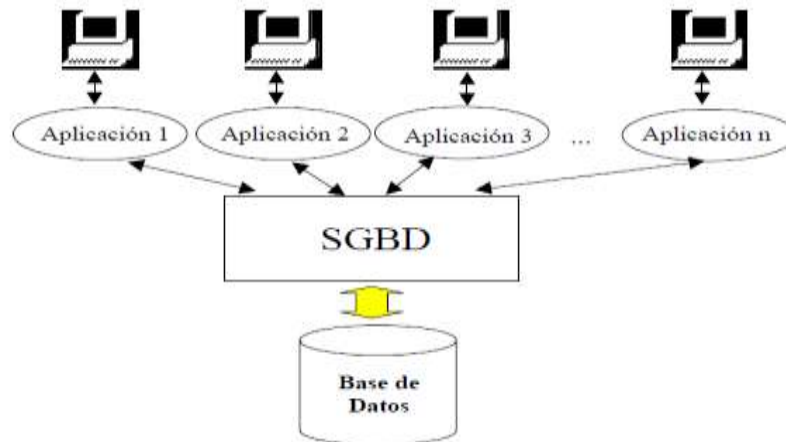 Aplicación 1
Aplicación 2
Aplicación 3
...
Aplicación n
SGBD
Base de
Datos